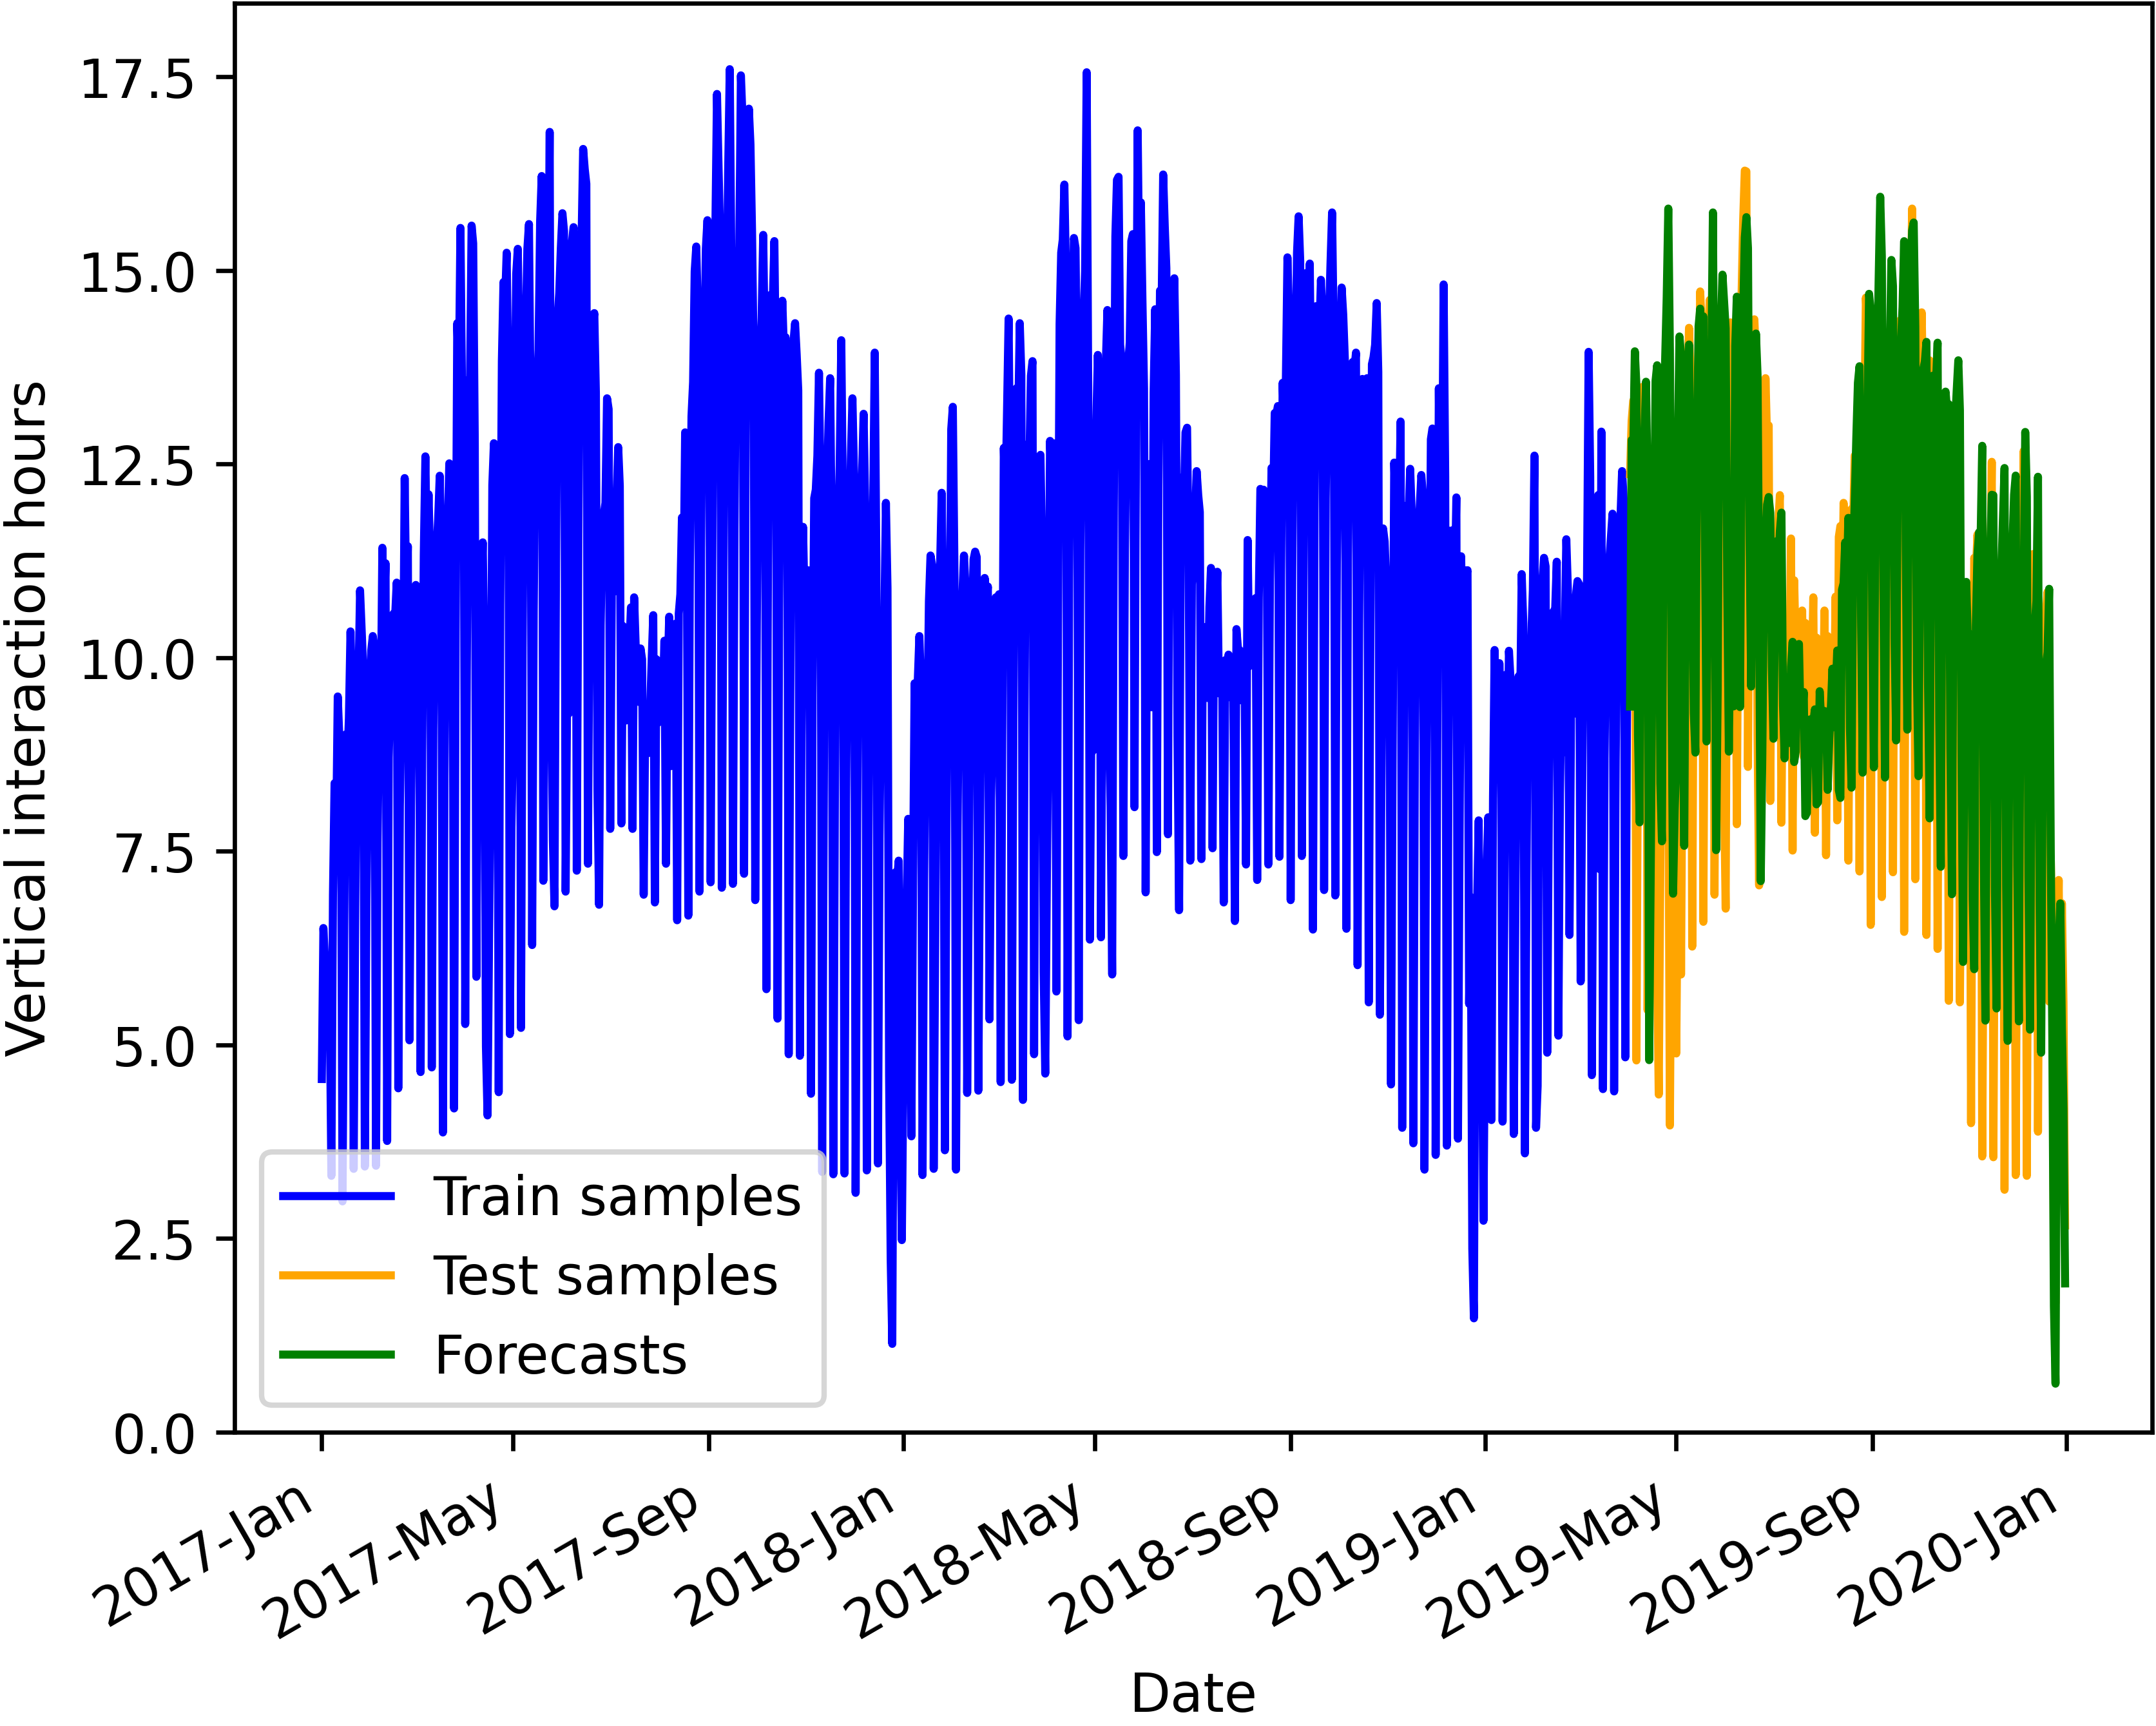 Vertical interaction hours
17.5
15.0
12.5
10.0
7.5
5.0
2.5
0.0
Train samples
Test samples
Forecasts
2017-Jan
2017-May
2017-Sep
2018-Jan
2018-May
2018-Sep
2019-Jan
2019-May
2019-Sep
2020-Jan
Date